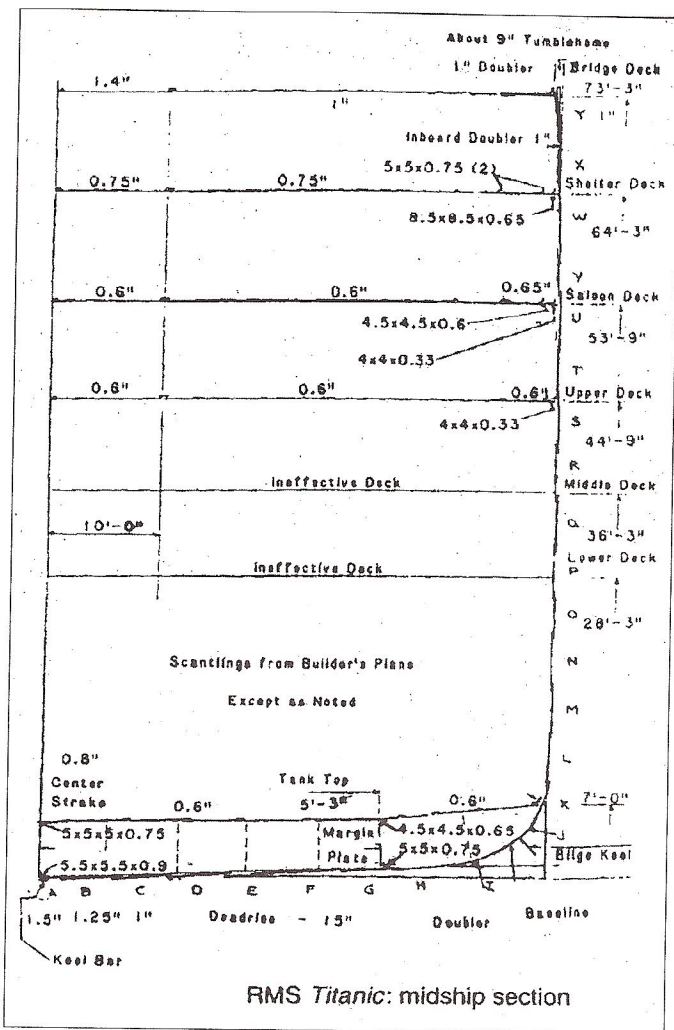 About 9" Tumblehome
1" Doubler
Bridge Deck
1.4"
73'-3"
1"
Y 1"
Inboard Doubler 1"
5x5x0.75 (2)
X
0.75"
0.75"
Shelter Deck
8.5x8.5x0.65
W
64'-3"
Y
0.6"
0.6"
0.65"
Saloon Deck
4.5x4.5x0.6
U
53'-9"
4x4x0.33
T
0.6"
0.6"
0.6"
Upper Deck
4x4x0.33
S
44'-9"
R
Ineffective Deck
Middle Deck
10'-0"
Q
36'-3"
Lower Deck
Ineffective Deck
P
O
28'-3"
N
Scantlings from Builder's Plans
Except as Noted
M
0.8"
Center
Strake
L
Tank Top
0.6"
5'-3"
0.6"
K
7'-0"
5x5x5x0.75
Margin
4.5x4.5x0.65
J
Plate
5x5x0.75
Bilge Keel
5.5x5.5x0.9
A B C D E F G H I
1.5" 1.25" 1"
Deadrise - 15"
Doubler
Baseline
Keel Bar
RMS Titanic: midship section